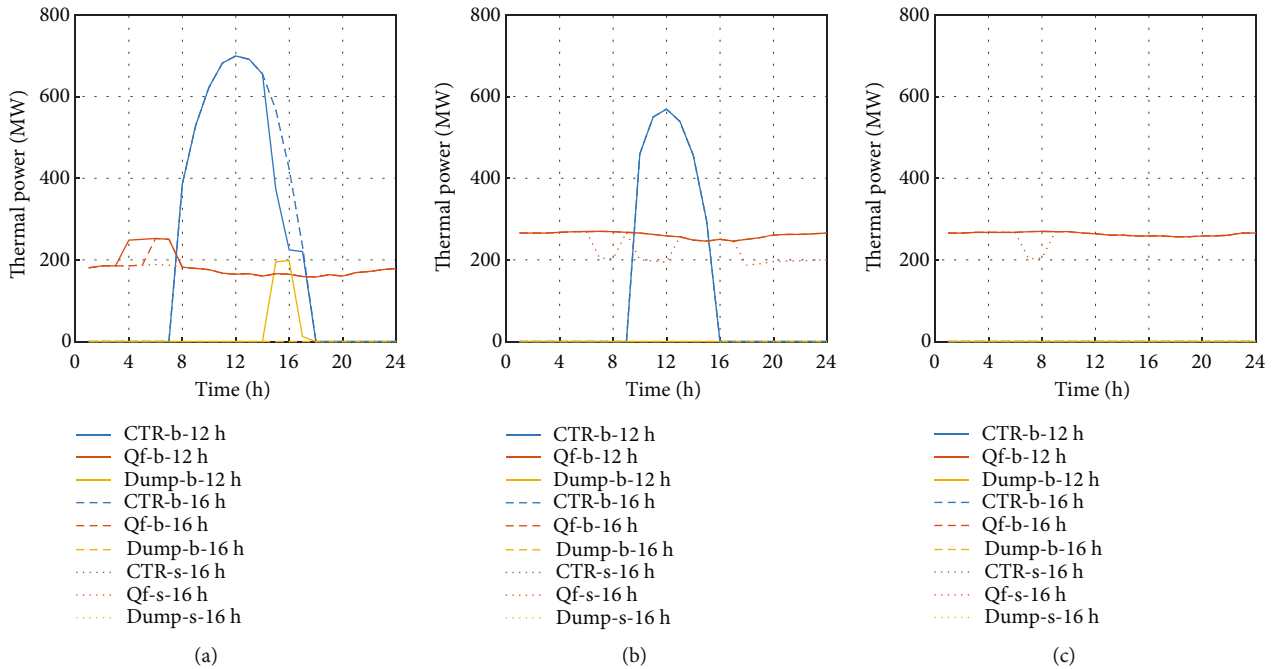 800
600
400
200
0
Thermal power (MW)
0 4 8 12 16 20 24
Time (h)
CTR-b-12 h
Qf-b-12 h
Dump-b-12 h
CTR-b-16 h
Qf-b-16 h
Dump-b-16 h
CTR-s-16 h
Qf-s-16 h
Dump-s-16 h
(a)
800
600
400
200
0
Thermal power (MW)
0 4 8 12 16 20 24
Time (h)
CTR-b-12 h
Qf-b-12 h
Dump-b-12 h
CTR-b-16 h
Qf-b-16 h
Dump-b-16 h
CTR-s-16 h
Qf-s-16 h
Dump-s-16 h
(b)
800
600
400
200
0
Thermal power (MW)
0 4 8 12 16 20 24
Time (h)
CTR-b-12 h
Qf-b-12 h
Dump-b-12 h
CTR-b-16 h
Qf-b-16 h
Dump-b-16 h
CTR-s-16 h
Qf-s-16 h
Dump-s-16 h
(c)